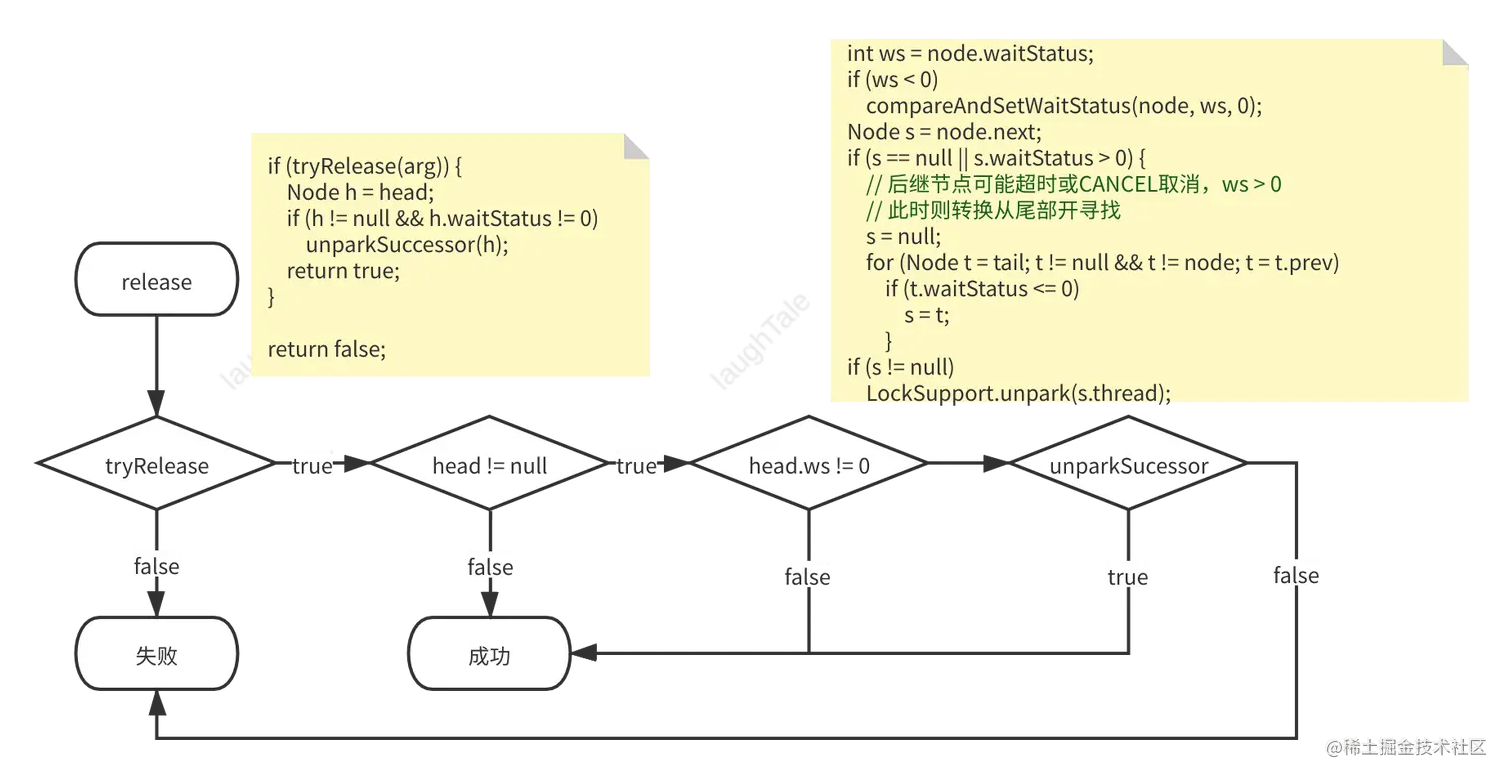 int ws = node.waitStatus;
if (ws < 0)
compareAndSetWaitStatus(node, ws, 0);
Node s = node.next;
if (s == null || s.waitStatus > 0) {
// 后继节点可能超时或CANCEL取消，ws > 0
// 此时则转换从尾部开寻找
s = null;
for (Node t = tail; t != null && t != node; t = t.prev)
if (t.waitStatus <= 0)
s = t;
}
if (s != null)
LockSupport.unpark(s.thread);
if (tryRelease(arg)) {
Node h = head;
if (h != null && h.waitStatus != 0)
unparkSuccessor(h);
return true;
}
return false;
release
laughTale
tryRelease
true
head != null
true
head.ws != 0
unparkSucessor
false
false
false
true
false
失败
成功
@稀土掘金技术社区